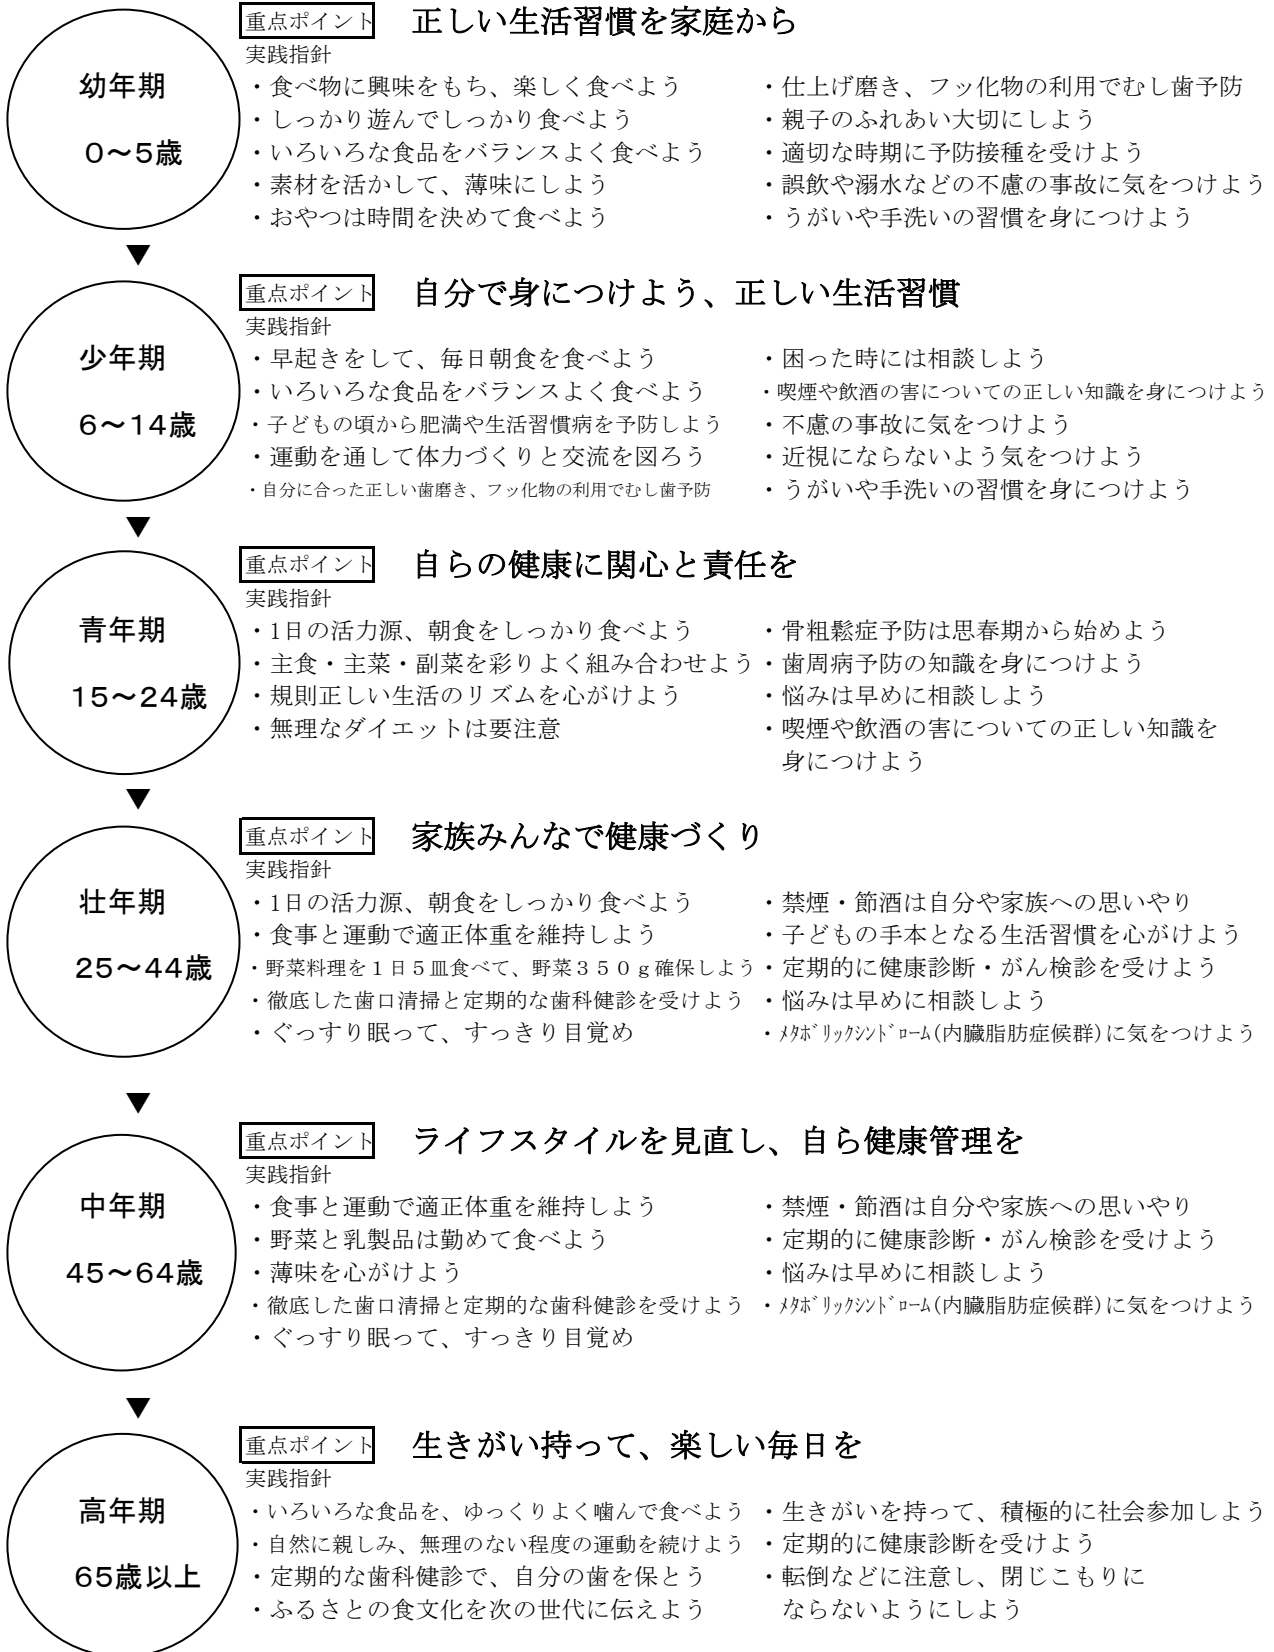 幼年期
0～5歳
重点ポイント
正しい生活習慣を家庭から
実践指針
・食べ物に興味をもち、楽しく食べよう
・しっかり遊んでしっかり食べよう
・いろいろな食品をバランスよく食べよう
・素材を活かして、薄味にしよう
・おやつは時間を決めて食べよう
・仕上げ磨き、フッ化物の利用でむし歯予防
・親子のふれあい大切にしよう
・適切な時期に予防接種を受けよう
・誤飲や溺水などの不慮の事故に気をつけよう
・うがいや手洗いの習慣を身につけよう
▼
少年期
6～14歳
重点ポイント
自分で身につけよう、正しい生活習慣
実践指針
・早起きをして、毎日朝食を食べよう
・いろいろな食品をバランスよく食べよう
・子どもの頃から肥満や生活習慣病を予防しよう
・運動を通して体力づくりと交流を図ろう
・自分に合った正しい歯磨き、フッ化物の利用でむし歯予防
・困った時には相談しよう
・喫煙や飲酒の害についての正しい知識を身につけよう
・不慮の事故に気をつけよう
・近視にならないよう気をつけよう
・うがいや手洗いの習慣を身につけよう
▼
青年期
15～24歳
重点ポイント
自らの健康に関心と責任を
実践指針
・1日の活力源、朝食をしっかり食べよう
・主食・主菜・副菜を彩りよく組み合わせよう
・規則正しい生活のリズムを心がけよう
・無理なダイエットは要注意
・骨粗鬆症予防は思春期から始めよう
・歯周病予防の知識を身につけよう
・悩みは早めに相談しよう
・喫煙や飲酒の害についての正しい知識を
身につけよう
▼
壮年期
25～44歳
重点ポイント
家族みんなで健康づくり
実践指針
・1日の活力源、朝食をしっかり食べよう
・食事と運動で適正体重を維持しよう
・野菜料理を１日５皿食べて、野菜３５０ｇ確保しよう
・徹底した歯口清掃と定期的な歯科健診を受けよう
・ぐっすり眠って、すっきり目覚め
・禁煙・節酒は自分や家族への思いやり
・子どもの手本となる生活習慣を心がけよう
・定期的に健康診断・がん検診を受けよう
・悩みは早めに相談しよう
・ﾒﾀﾎﾞﾘｯｸｼﾝﾄﾞﾛｰﾑ(内臓脂肪症候群)に気をつけよう
▼
中年期
45～64歳
重点ポイント
ライフスタイルを見直し、自ら健康管理を
実践指針
・食事と運動で適正体重を維持しよう
・野菜と乳製品は勤めて食べよう
・薄味を心がけよう
・徹底した歯口清掃と定期的な歯科健診を受けよう
・ぐっすり眠って、すっきり目覚め
・禁煙・節酒は自分や家族への思いやり
・定期的に健康診断・がん検診を受けよう
・悩みは早めに相談しよう
・ﾒﾀﾎﾞﾘｯｸｼﾝﾄﾞﾛｰﾑ(内臓脂肪症候群)に気をつけよう
▼
高年期
65歳以上
重点ポイント
生きがい持って、楽しい毎日を
実践指針
・いろいろな食品を、ゆっくりよく噛んで食べよう
・自然に親しみ、無理のない程度の運動を続けよう
・定期的な歯科健診で、自分の歯を保とう
・ふるさとの食文化を次の世代に伝えよう
・生きがいを持って、積極的に社会参加しよう
・定期的に健康診断を受けよう
・転倒などに注意し、閉じこもりに
ならないようにしよう